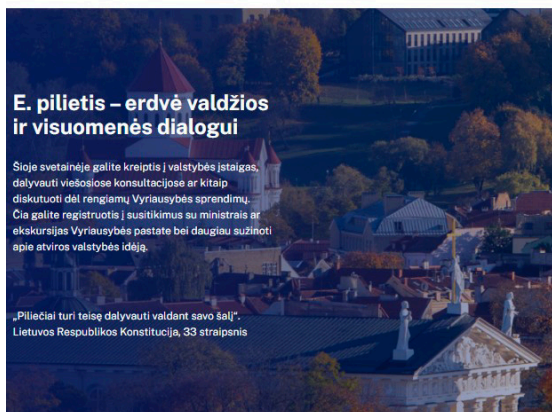 E. pilietis – erdvė valdžios
ir visuomenės dialogui
Šioje svetainėje galite kreiptis į valstybės įstaigas,
dalyvauti viešosiose konsultacijose ar kitaip
diskutuoti dėl rengiamų Vyriausybės sprendimų.
Čia galite registruotis į susitikimus su ministrais ar
ekskursijas Vyriausybės pastate bei daugiau sužinoti
apie atviros valstybės idėją.
„Piliečiai turi teisę dalyvauti valdant savo šalį“.
Lietuvos Respublikos Konstitucija, 33 straipsnis